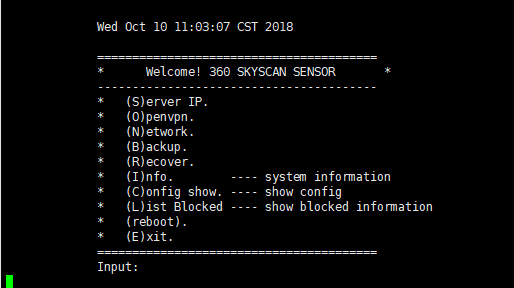 Wed Oct 10 11:03:07 CST 2018
========================================
*      Welcome! 360 SKYSCAN SENSOR       *
----------------------------------------
*   (S)erver IP.
*   (O)penvpn.
*   (N)etwork.
*   (B)ackup.
*   (R)ecover.
*   (I)nfo.        ---- system information
*   (C)onfig show. ---- show config
*   (L)ist Blocked ---- show blocked information
*   (reboot).
*   (E)xit.
========================================
Input: